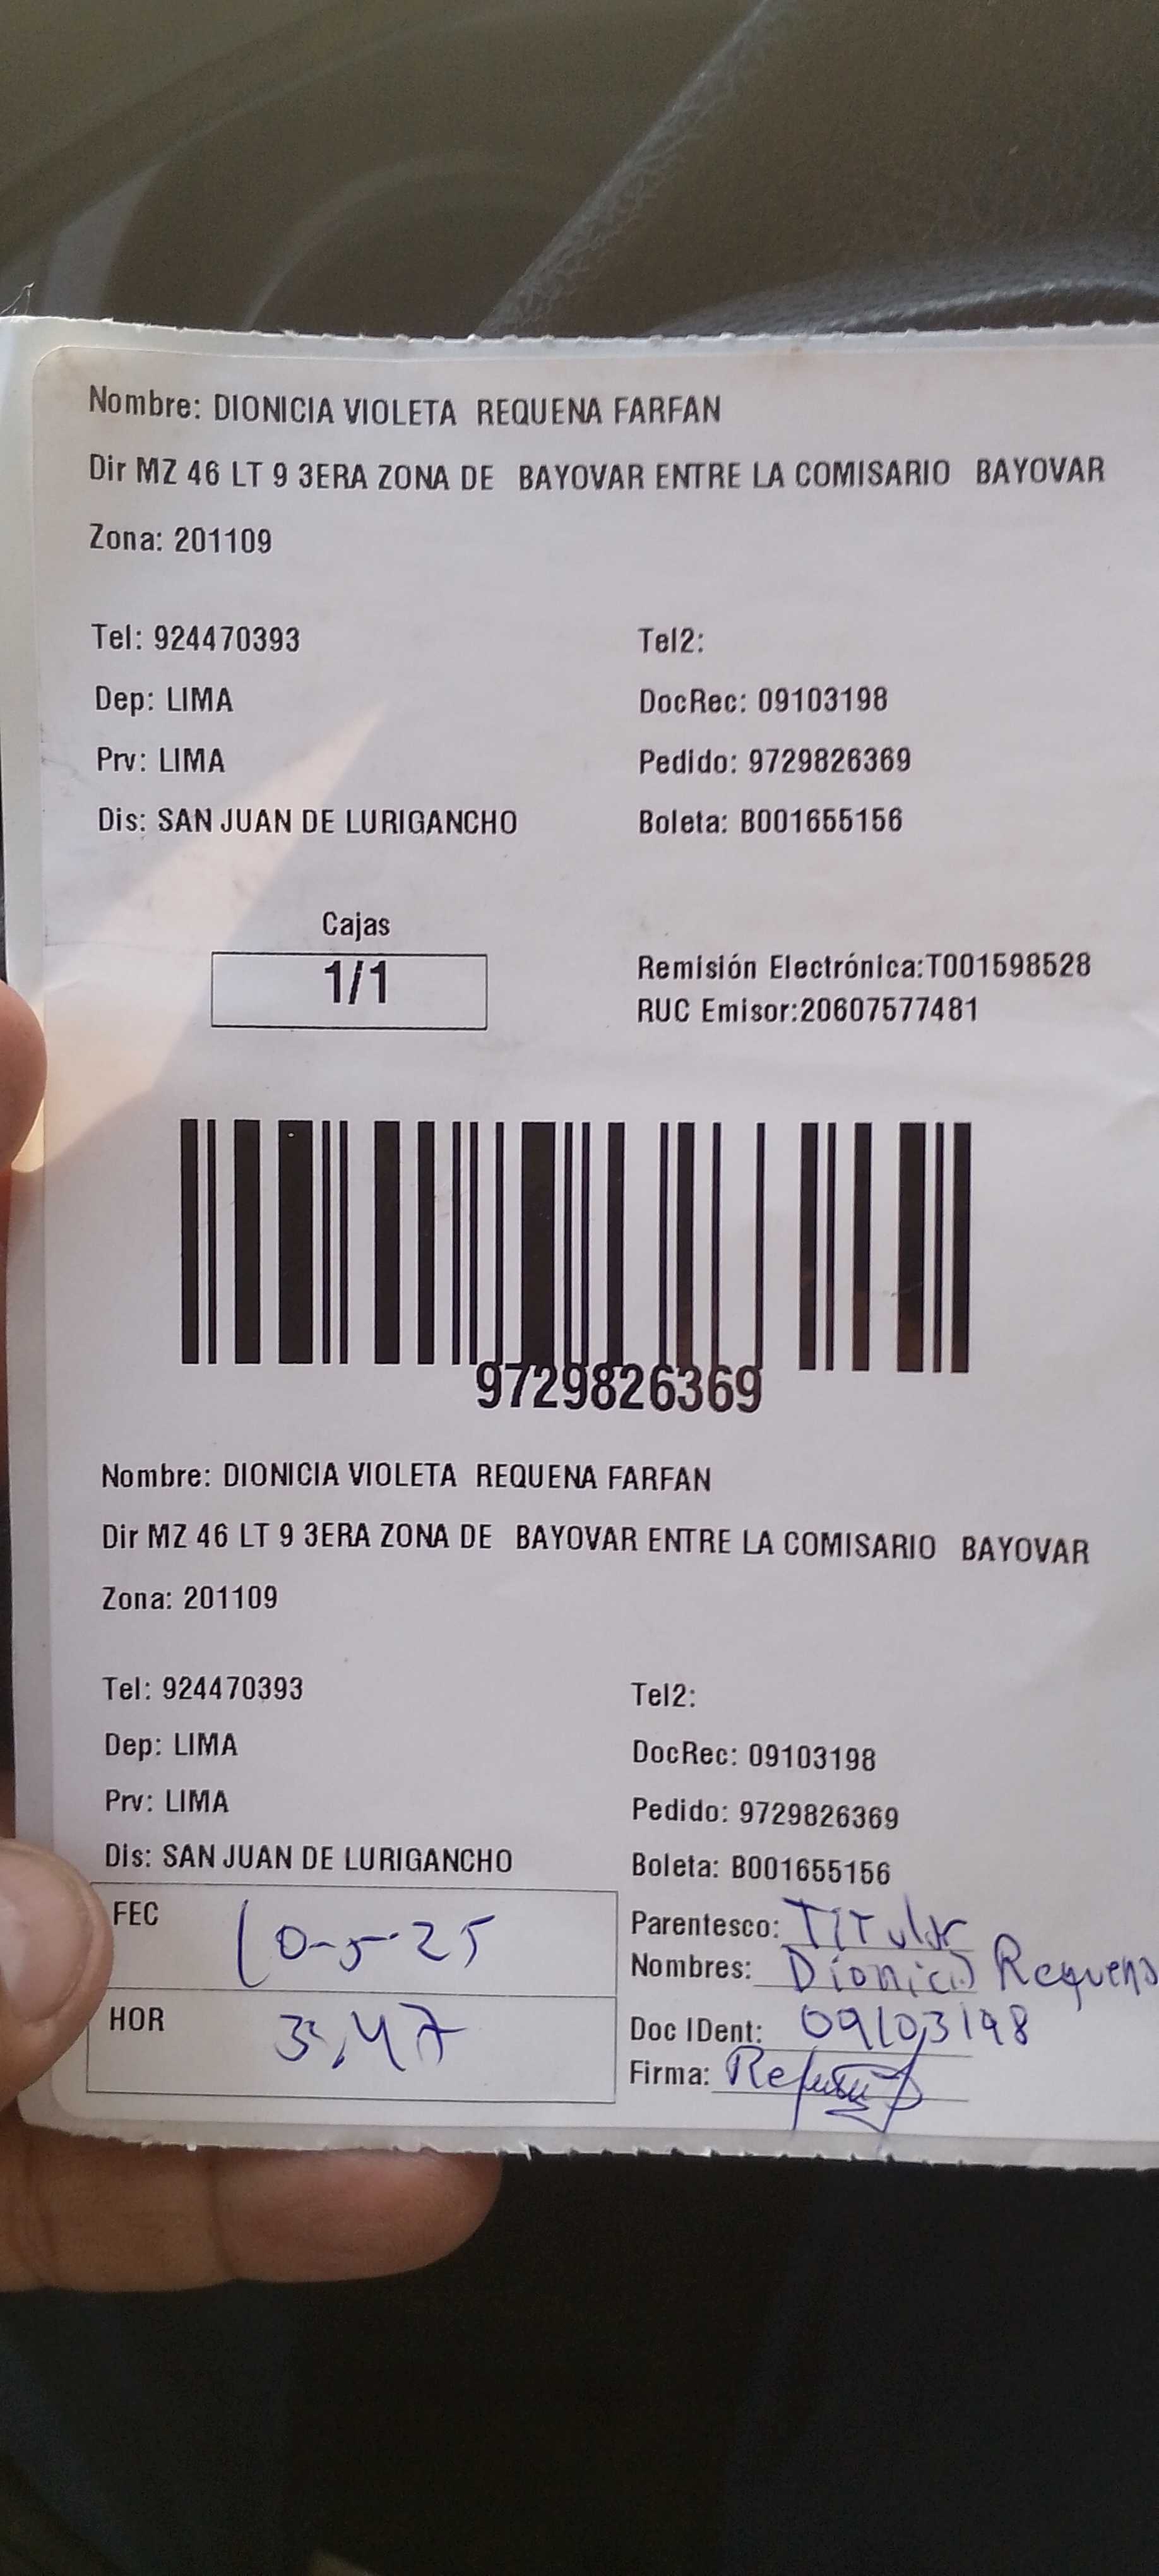 Nombre: DIONICIA VIOLETA REQUENA FARFAN
Dir MZ 46 LT 9 3ERA ZONA DE BAYOVAR ENTRE LA COMISARIO BAYOVAR
Zona: 201109
Tel: 924470393 Tel2:
Dep: LIMA DocRec: 09103198
Prv: LIMA Pedido: 9729826369
Dis: SAN JUAN DE LURIGANCHO Boleta: B001655156
Cajas
1/1
Remisión Electrónica:T001598528
RUC Emisor:20607577481
9729826369
Nombre: DIONICIA VIOLETA REQUENA FARFAN
Dir MZ 46 LT 9 3ERA ZONA DE BAYOVAR ENTRE LA COMISARIO BAYOVAR
Zona: 201109
Tel: 924470393 Tel2:
Dep: LIMA DocRec: 09103198
Prv: LIMA Pedido: 9729826369
Dis: SAN JUAN DE LURIGANCHO Boleta: B001655156
FEC 10-5-25
Parentesco: TITular
Nombres: Dionicia Requena
HOR 3,47
Doc IDent: 09103198
Firma: